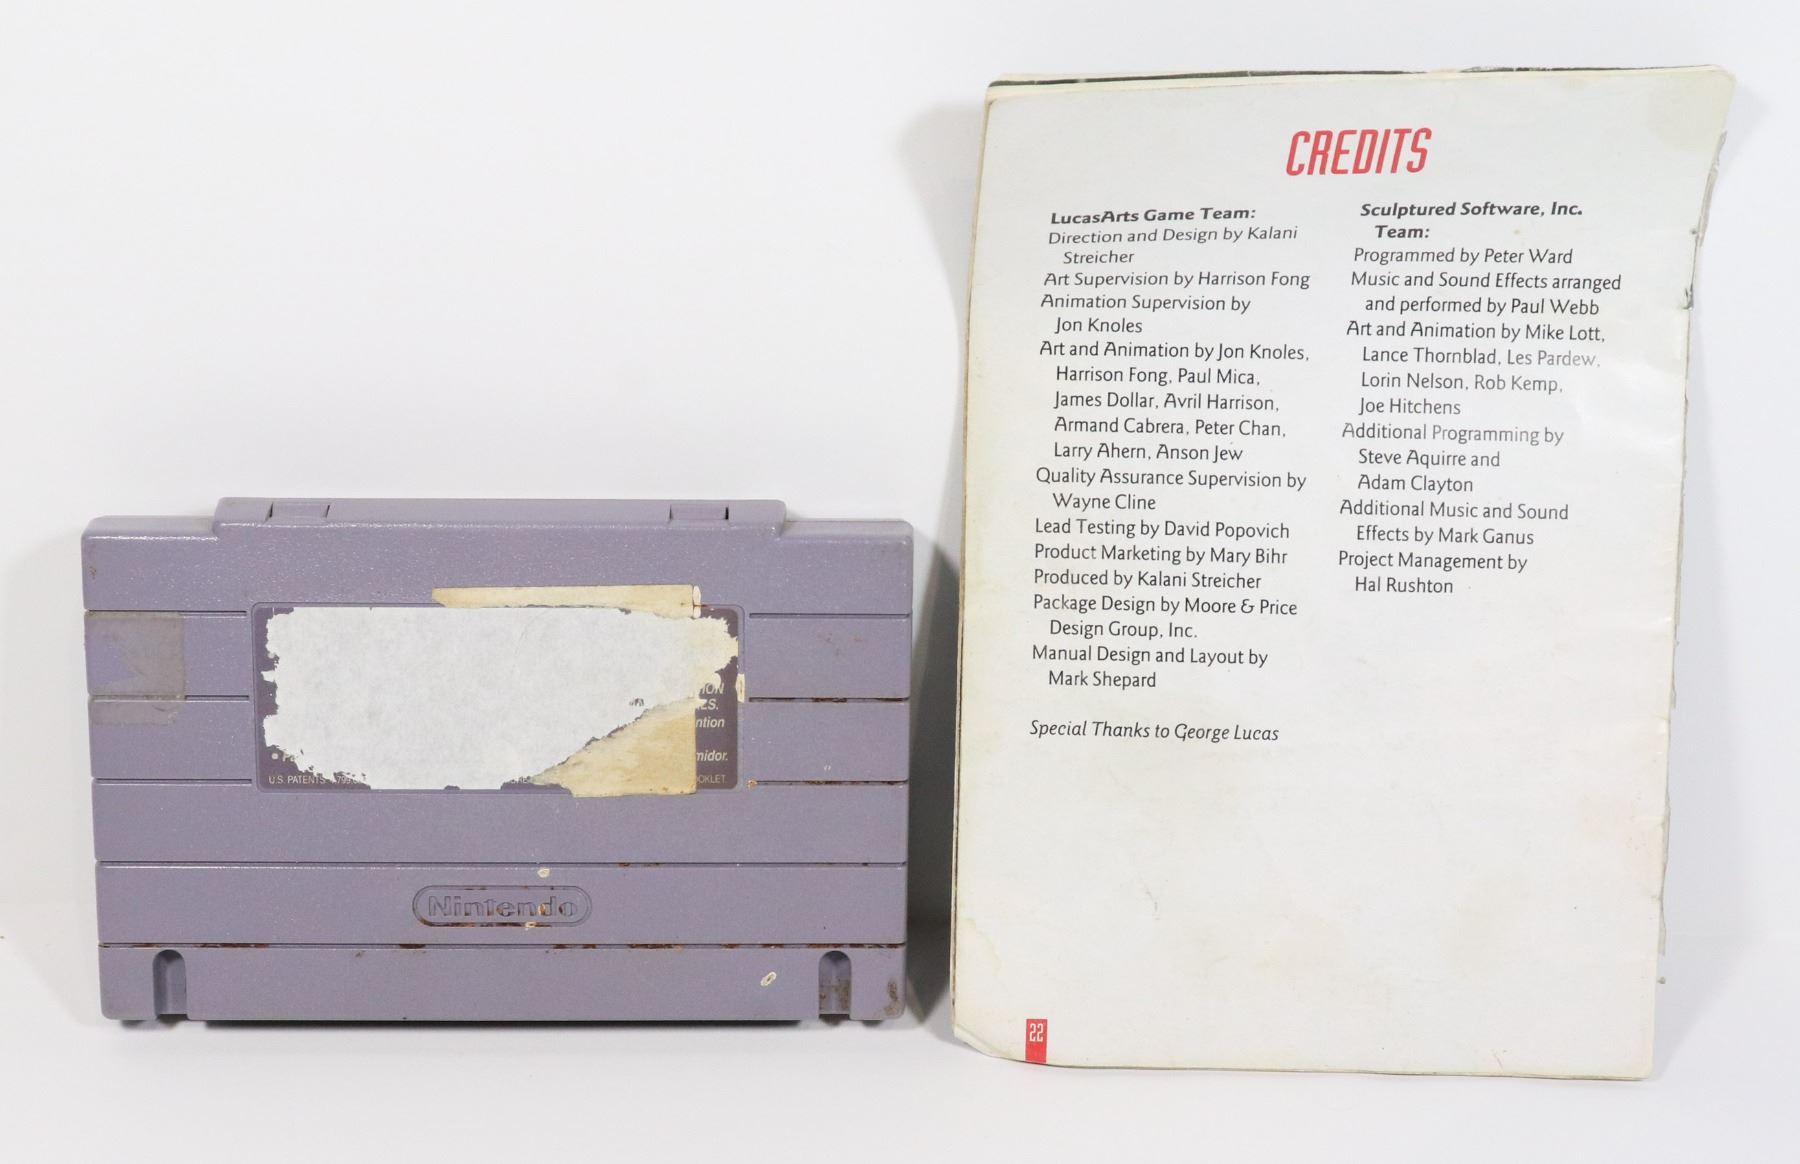 ntion
midor.
U.S. PATENTS
OKLET.
Nintendo
CREDITS
LucasArts Game Team:
Direction and Design by Kalani
Streicher
Art Supervision by Harrison Fong
Animation Supervision by
Jon Knoles
Art and Animation by Jon Knoles,
Harrison Fong, Paul Mica,
James Dollar, Avril Harrison,
Armand Cabrera, Peter Chan,
Larry Ahern, Anson Jew
Quality Assurance Supervision by
Wayne Cline
Lead Testing by David Popovich
Product Marketing by Mary Bihr
Produced by Kalani Streicher
Package Design by Moore & Price
Design Group, Inc.
Manual Design and Layout by
Mark Shepard
Special Thanks to George Lucas
Sculptured Software, Inc.
Team:
Programmed by Peter Ward
Music and Sound Effects arranged
and performed by Paul Webb
Art and Animation by Mike Lott,
Lance Thornblad, Les Pardew,
Lorin Nelson, Rob Kemp,
Joe Hitchens
Additional Programming by
Steve Aquirre and
Adam Clayton
Additional Music and Sound
Effects by Mark Ganus
Project Management by
Hal Rushton
22